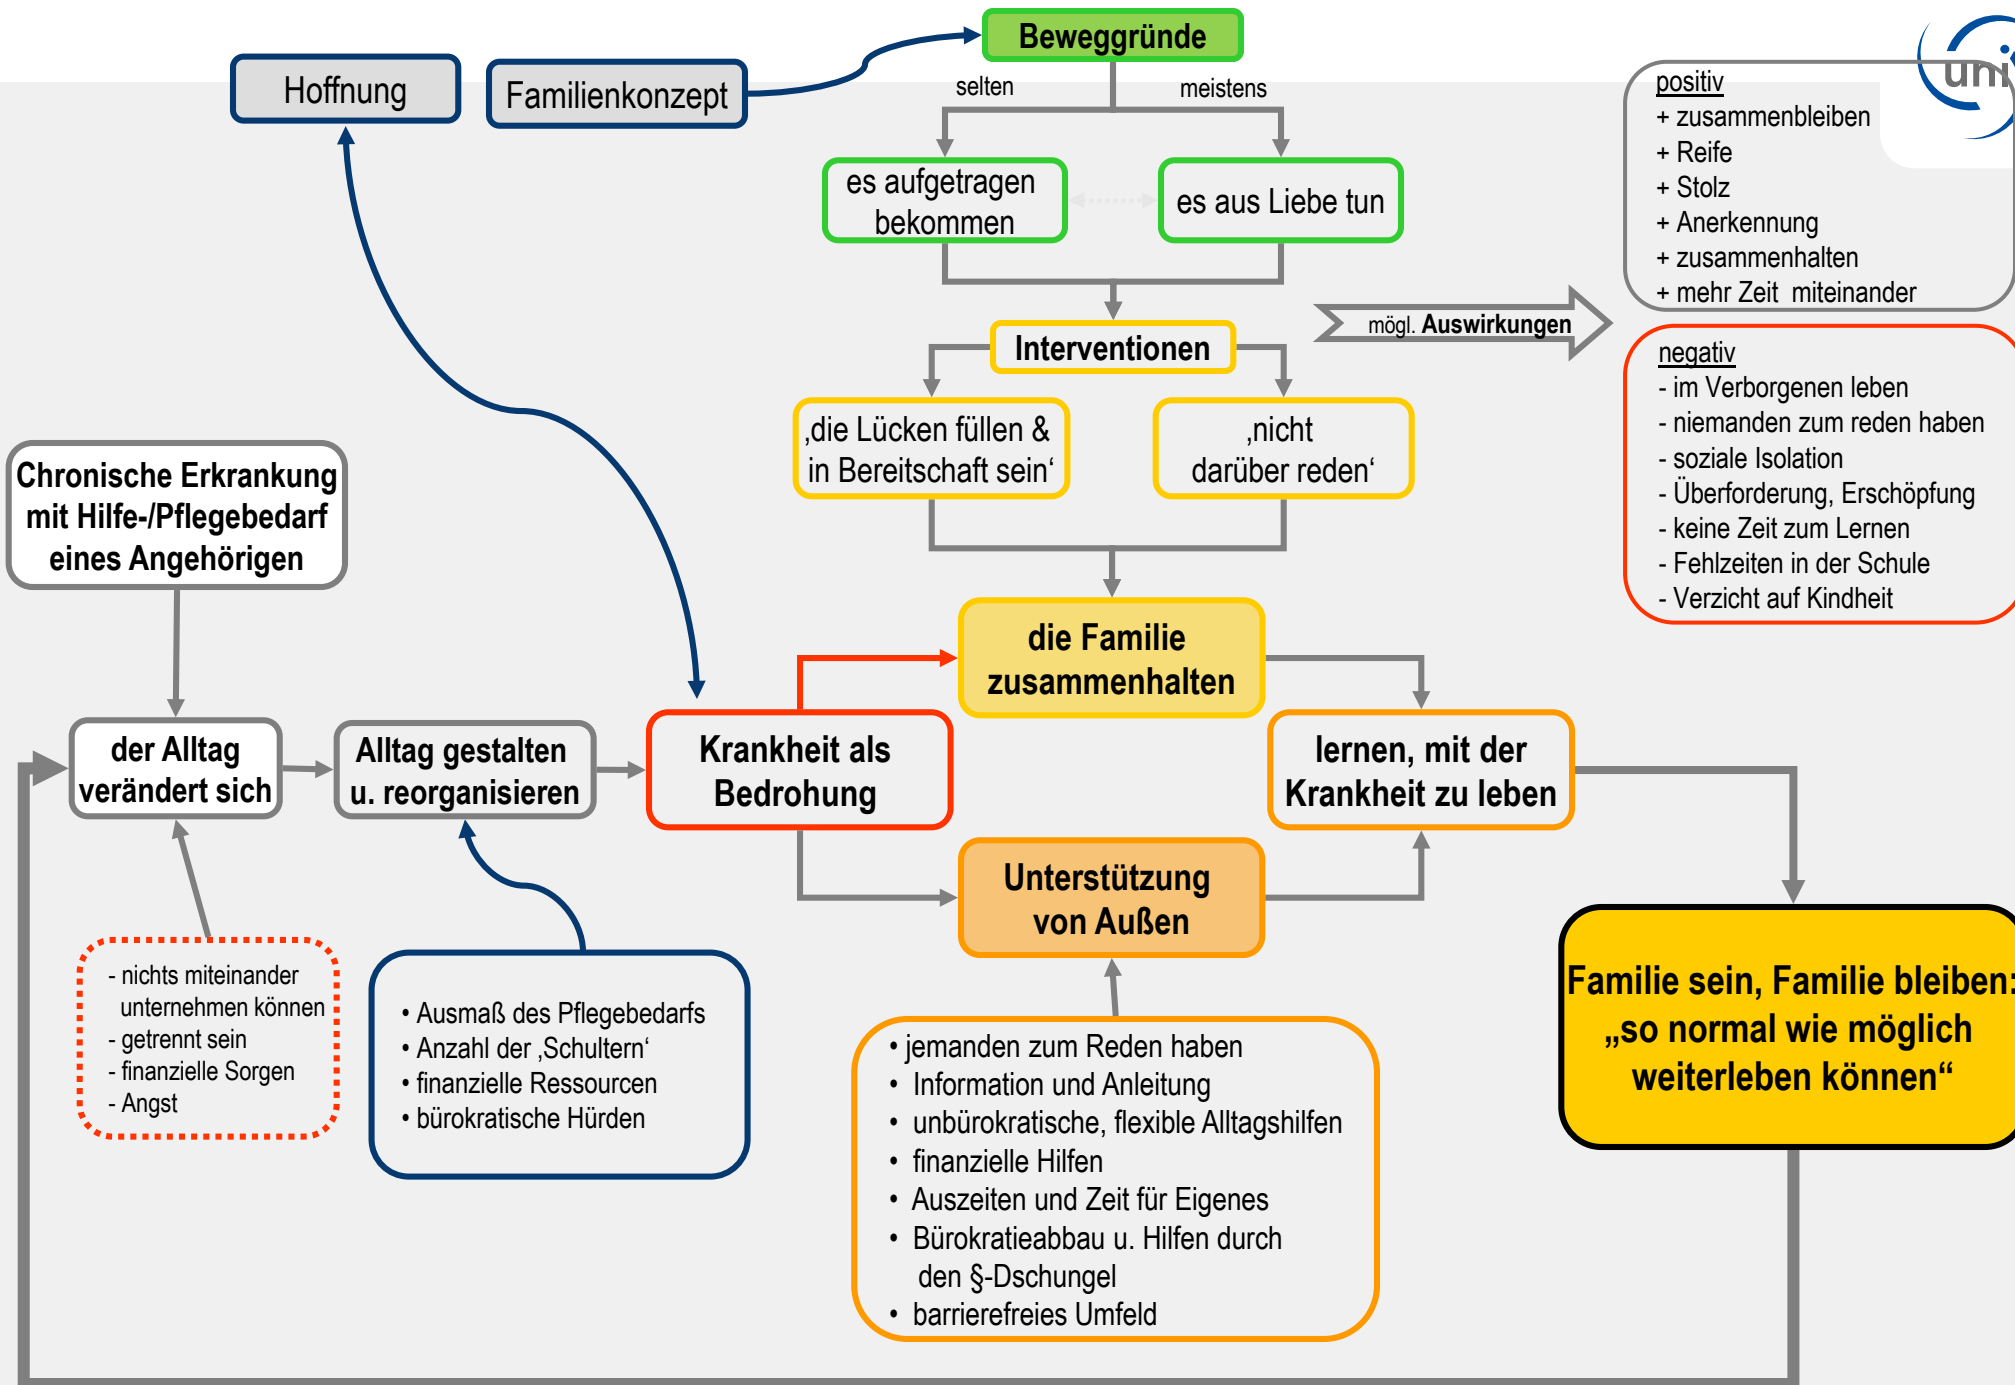 Beweggründe
selten
meistens
Hoffnung
Familienkonzept
es aufgetragen
bekommen
es aus Liebe tun
uni
positiv
+ zusammenbleiben
+ Reife
+ Stolz
+ Anerkennung
+ zusammenhalten
+ mehr Zeit miteinander
mögl. Auswirkungen
Interventionen
negativ
- im Verborgenen leben
- niemanden zum reden haben
- soziale Isolation
- Überforderung, Erschöpfung
- keine Zeit zum Lernen
- Fehlzeiten in der Schule
- Verzicht auf Kindheit
‚die Lücken füllen &
in Bereitschaft sein‘
‚nicht
darüber reden‘
Chronische Erkrankung
mit Hilfe-/Pflegebedarf
eines Angehörigen
die Familie
zusammenhalten
der Alltag
verändert sich
Alltag gestalten
u. reorganisieren
Krankheit als
Bedrohung
lernen, mit der
Krankheit zu leben
Unterstützung
von Außen
- nichts miteinander
unternehmen können
- getrennt sein
- finanzielle Sorgen
- Angst
• Ausmaß des Pflegebedarfs
• Anzahl der ‚Schultern‘
• finanzielle Ressourcen
• bürokratische Hürden
• jemanden zum Reden haben
• Information und Anleitung
• unbürokratische, flexible Alltagshilfen
• finanzielle Hilfen
• Auszeiten und Zeit für Eigenes
• Bürokratieabbau u. Hilfen durch
den §-Dschungel
• barrierefreies Umfeld
Familie sein, Familie bleiben:
„so normal wie möglich
weiterleben können“